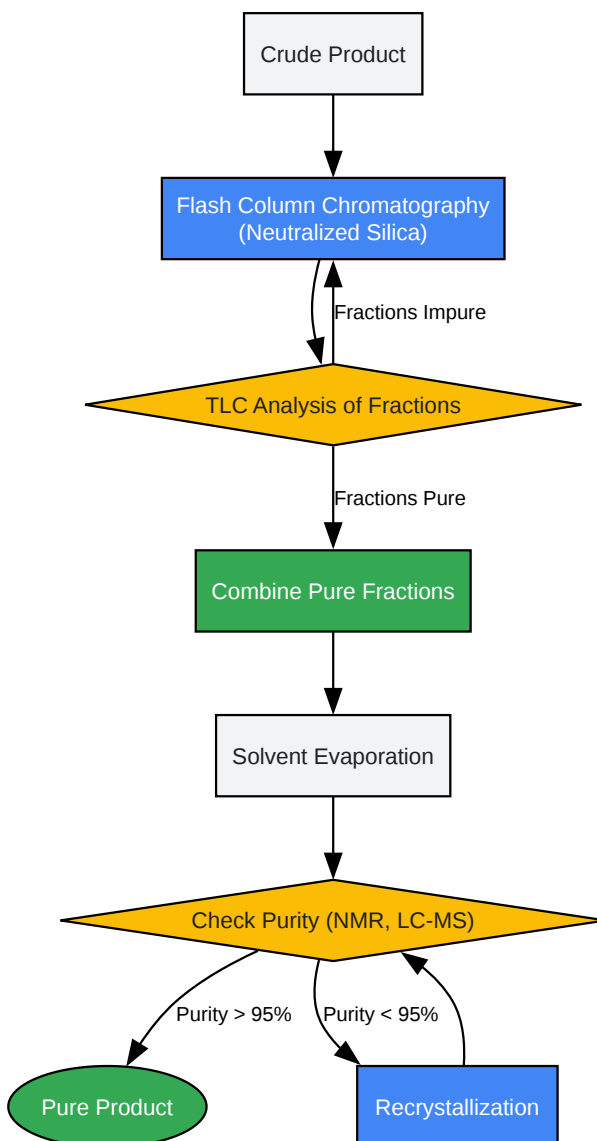 Crude Product
Flash Column Chromatography
(Neutralized Silica)
Fractions Impure
TLC Analysis of Fractions
Fractions Pure
Combine Pure Fractions
Solvent Evaporation
Check Purity (NMR, LC-MS)
Purity > 95%
Purity < 95%
Pure Product
Recrystallization